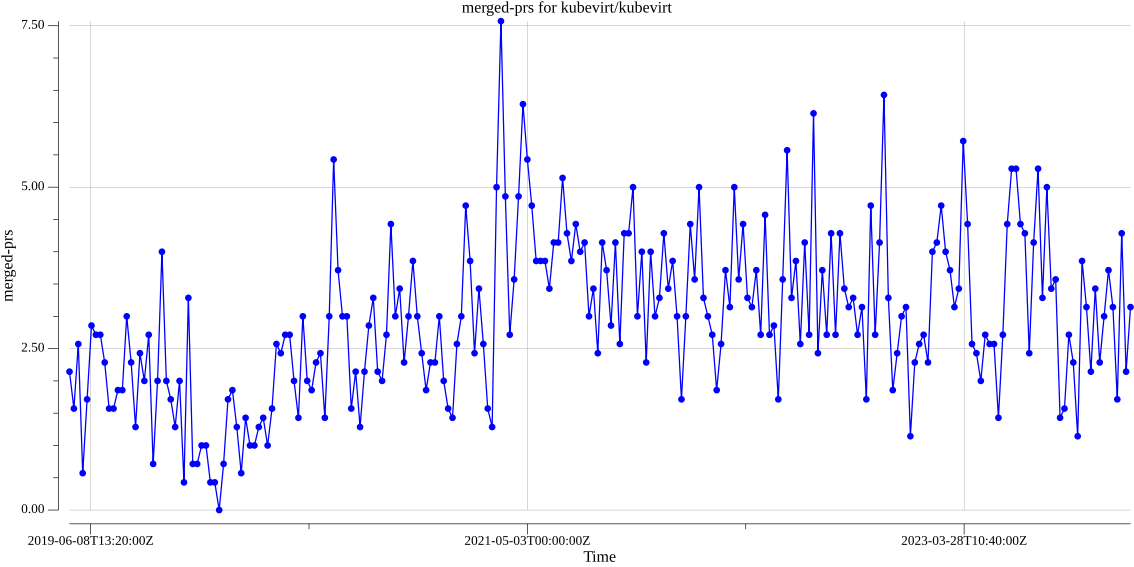 merged-prs for kubevirt/kubevirt
7.50
5.00
merged-prs
2.50
0.00
2019-06-08T13:20:00Z
2021-05-03T00:00:00Z
2023-03-28T10:40:00Z
Time